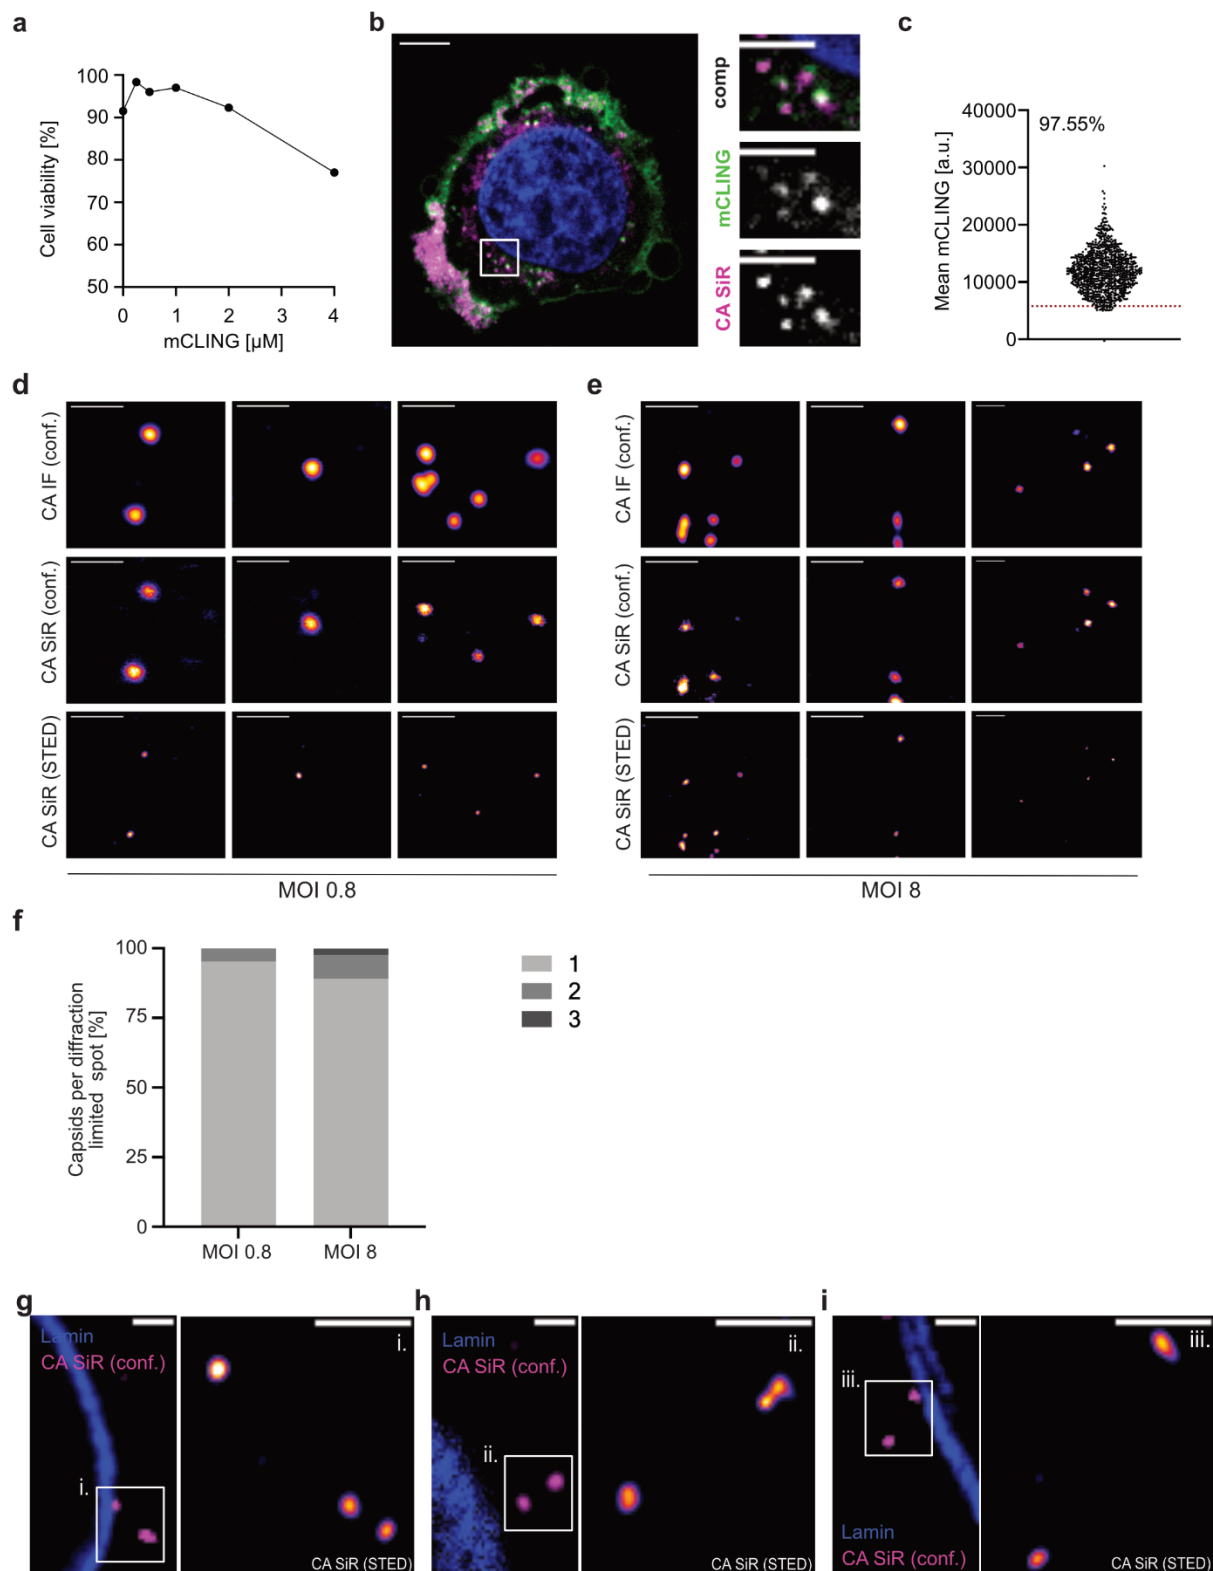 a
100
90
80
70
60
50
Cell viability [%]
0
1
2
3
4
mCLING [µM]
b
comp
mCLING
CA SiR
c
97.55%
40000
30000
20000
10000
0
Mean mCLING [a.u.]
d
CA IF (conf.)
CA SiR (conf.)
CA SiR (STED)
MOI 0.8
e
CA IF (conf.)
CA SiR (conf.)
CA SiR (STED)
MOI 8
f
100
75
50
25
0
Capsids per diffraction
limited spot [%]
MOI 0.8
MOI 8
1
2
3
g
Lamin
CA SiR (conf.)
i.
i.
CA SiR (STED)
h
Lamin
CA SiR (conf.)
ii.
ii.
CA SiR (STED)
i
iii.
Lamin
CA SiR (conf.)
iii.
CA SiR (STED)